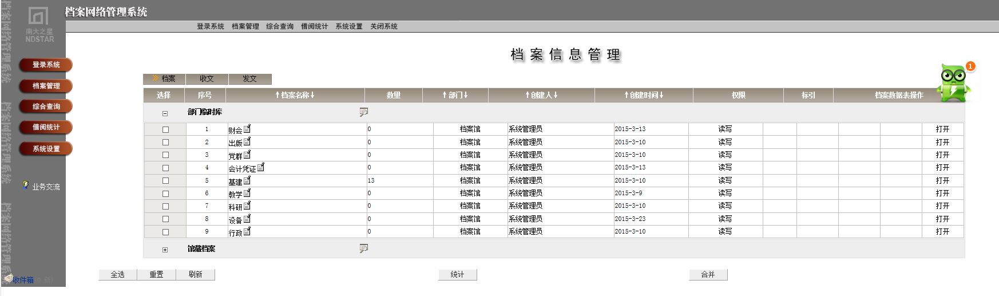 档案网络管理系统
南大之星
NDSTAR
登录系统 档案管理 综合查询 借阅统计 系统设置 关闭系统
登录系统
档案管理
综合查询
借阅统计
系统设置
业务交流
收件箱
档案信息管理
1
档案 收文 发文
选择 序号 ↑档案名称↓ 数量 ↑部门↓ ↑创建人↓ ↑创建时间↓ 权限 标引 档案数据表操作
部门临时库
1 财会 0 档案馆 系统管理员 2015-3-13 读写 打开
2 出版 0 档案馆 系统管理员 2015-3-10 读写 打开
3 党群 0 档案馆 系统管理员 2015-3-10 读写 打开
4 会计凭证 0 档案馆 系统管理员 2015-3-13 读写 打开
5 基建 13 档案馆 系统管理员 2015-3-10 读写 打开
6 教学 0 档案馆 系统管理员 2015-3-9 读写 打开
7 科研 0 档案馆 系统管理员 2015-3-10 读写 打开
8 设备 0 档案馆 系统管理员 2015-3-23 读写 打开
9 行政 0 档案馆 系统管理员 2015-3-10 读写 打开
馆藏档案
全选 重置 刷新 统计 合并